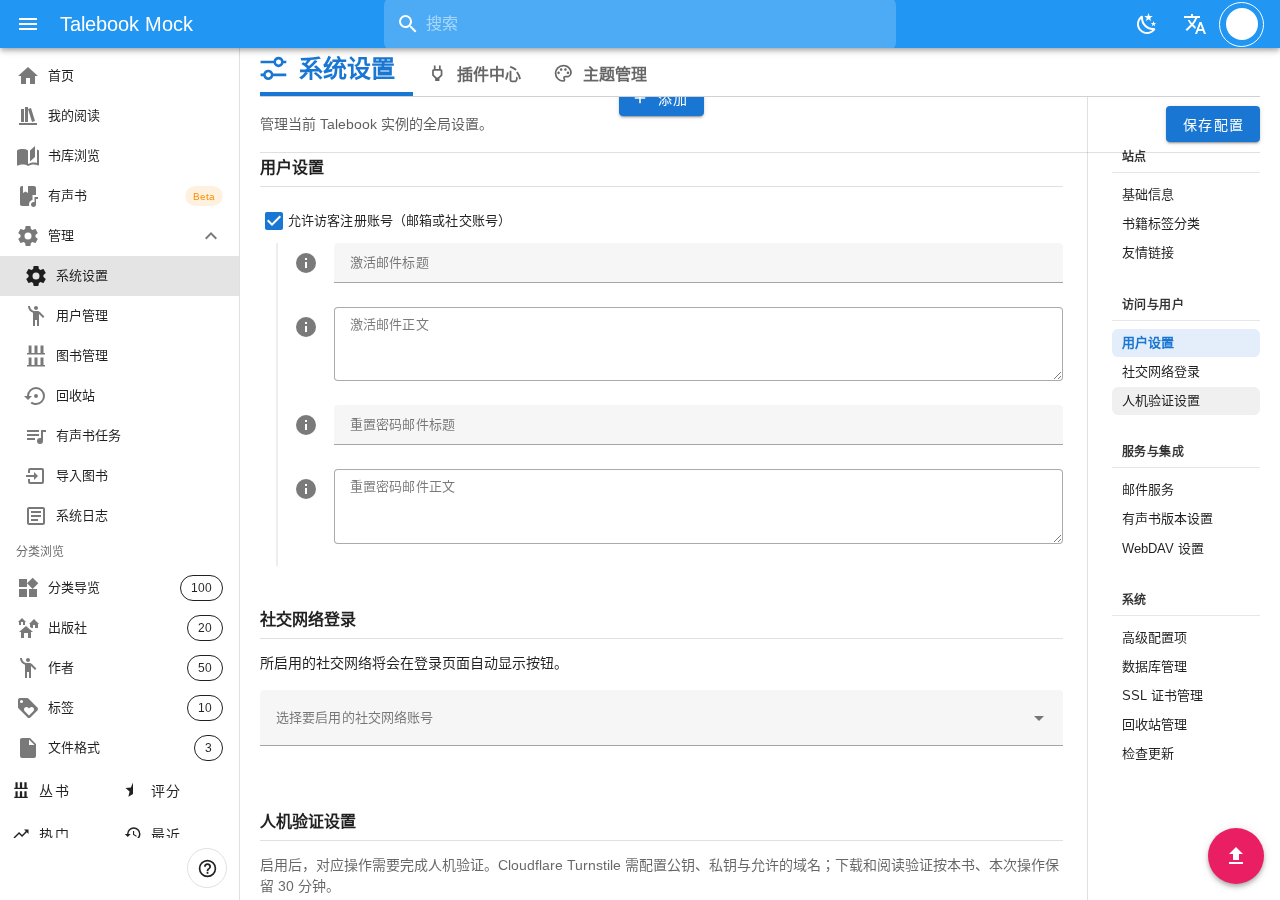 Talebook Mock
搜索
首页
我的阅读
书库浏览
有声书
Beta
管理
系统设置
用户管理
图书管理
回收站
有声书任务
导入图书
系统日志
分类浏览
分类导览
100
出版社
20
作者
50
标签
10
文件格式
3
丛书
评分
热门
最近
系统设置
插件中心
主题管理
添加
管理当前 Talebook 实例的全局设置。
保存配置
用户设置
允许访客注册账号（邮箱或社交账号）
激活邮件标题
激活邮件正文
重置密码邮件标题
重置密码邮件正文
社交网络登录
所启用的社交网络将会在登录页面自动显示按钮。
选择要启用的社交网络账号
人机验证设置
启用后，对应操作需要完成人机验证。Cloudflare Turnstile 需配置公钥、私钥与允许的域名；下载和阅读验证按本书、本次操作保
留 30 分钟。
站点
基础信息
书籍标签分类
友情链接
访问与用户
用户设置
社交网络登录
人机验证设置
服务与集成
邮件服务
有声书版本设置
WebDAV 设置
系统
高级配置项
数据库管理
SSL 证书管理
回收站管理
检查更新